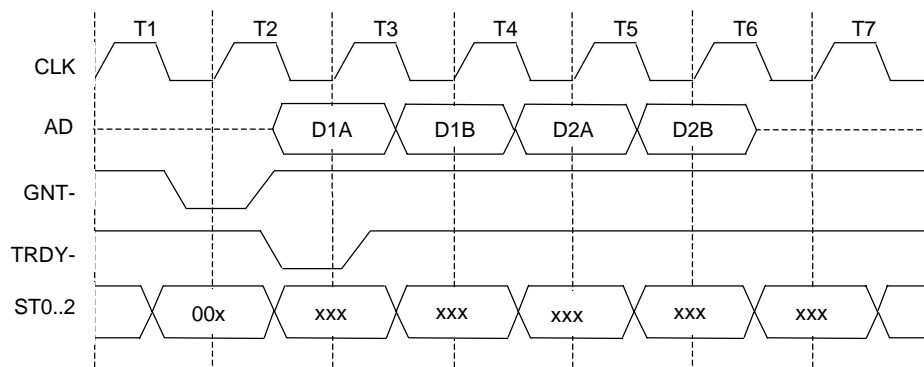 T1 T2 T3 T4 T5 T6 T7
CLK
AD D1A D1B D2A D2B
GNT-
TRDY-
ST0..2 00x xxx xxx xxx xxx xxx